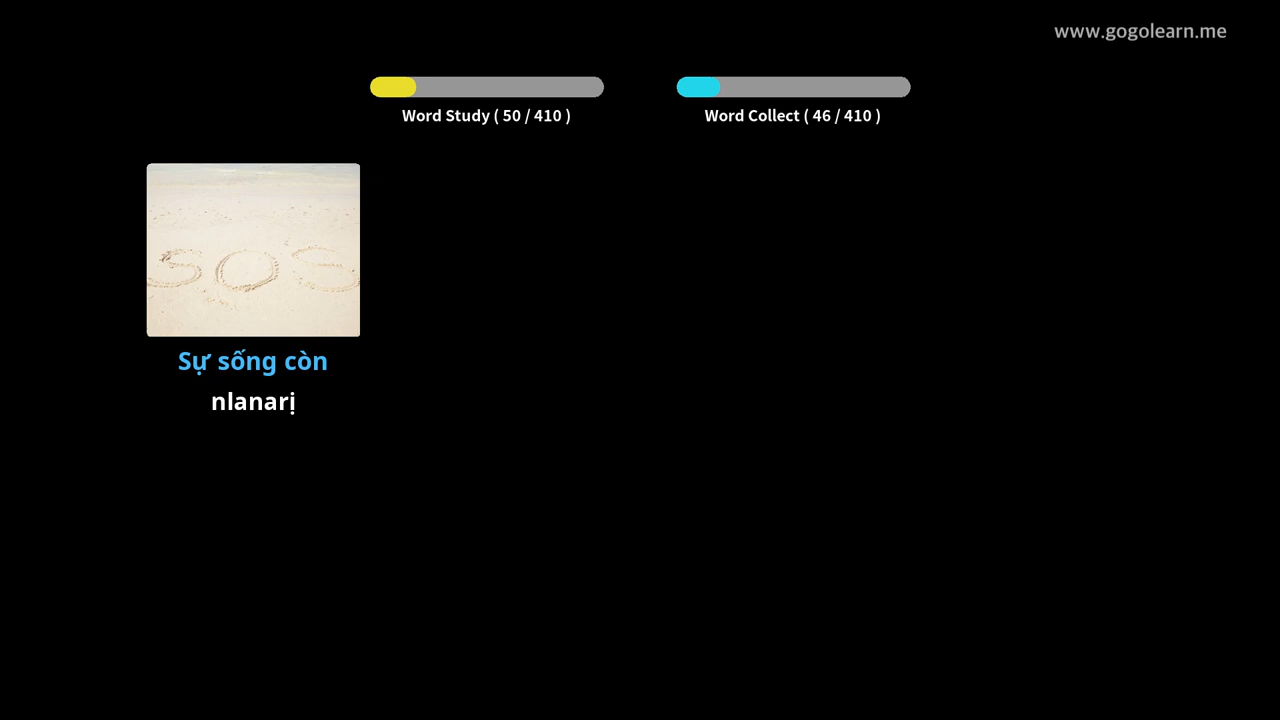 www.gogolearn.me
Word Study ( 50 / 410 )
Word Collect ( 46 / 410 )
SOS
Sự sống còn
nlanarị